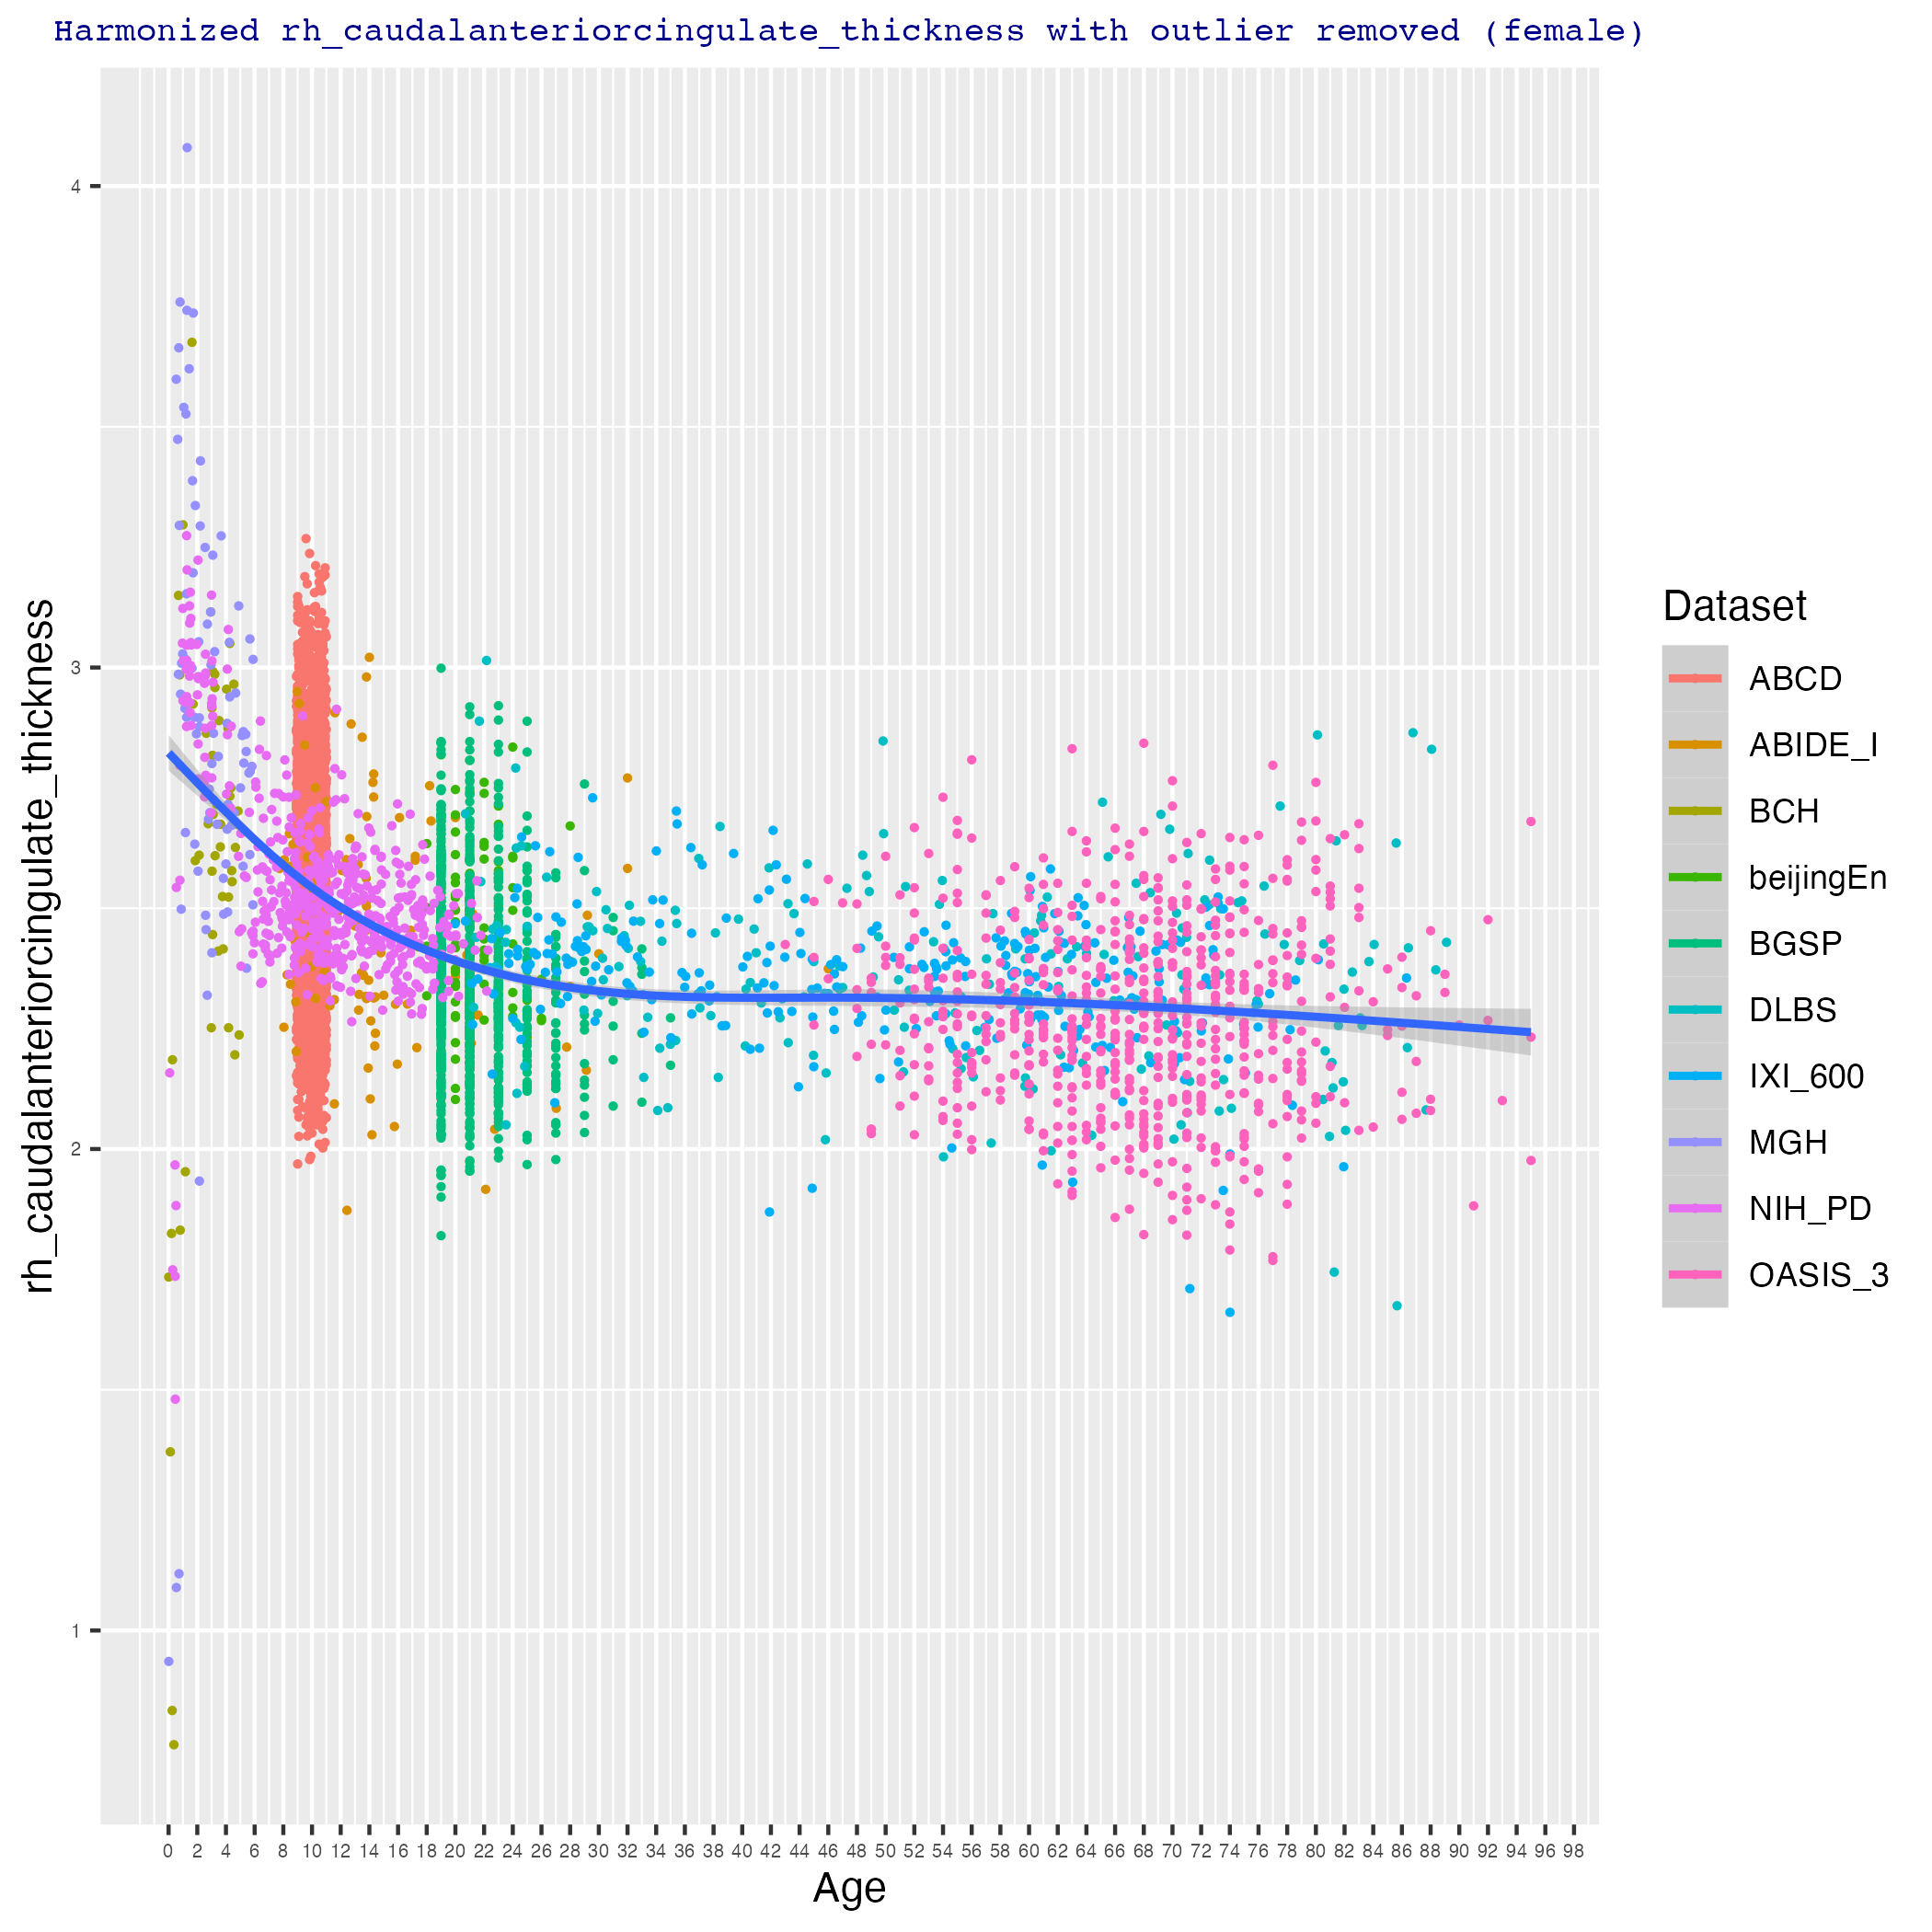 Harmonized rh_caudalanteriorcingulate_thickness with outlier removed (female)
rh_caudalanteriorcingulate_thickness
4
3
2
1
0 2 4 6 8 10 12 14 16 18 20 22 24 26 28 30 32 34 36 38 40 42 44 46 48 50 52 54 56 58 60 62 64 66 68 70 72 74 76 78 80 82 84 86 88 90 92 94 96 98
Age
Dataset
ABCD
ABIDE_I
BCH
beijingEn
BGSP
DLBS
IXI_600
MGH
NIH_PD
OASIS_3